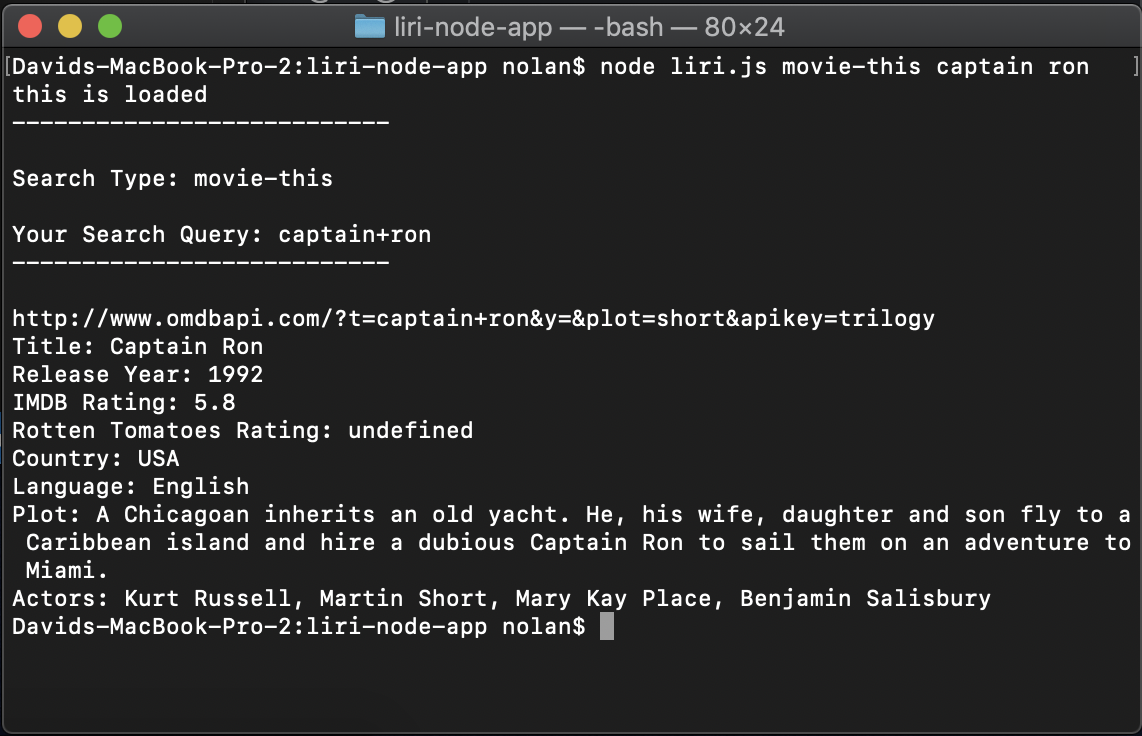 liri-node-app — -bash — 80×24
[Davids-MacBook-Pro-2:liri-node-app nolan$ node liri.js movie-this captain ron ]
this is loaded
---------------------------
Search Type: movie-this
Your Search Query: captain+ron
---------------------------
http://www.omdbapi.com/?t=captain+ron&y=&plot=short&apikey=trilogy
Title: Captain Ron
Release Year: 1992
IMDB Rating: 5.8
Rotten Tomatoes Rating: undefined
Country: USA
Language: English
Plot: A Chicagoan inherits an old yacht. He, his wife, daughter and son fly to a
Caribbean island and hire a dubious Captain Ron to sail them on an adventure to
Miami.
Actors: Kurt Russell, Martin Short, Mary Kay Place, Benjamin Salisbury
Davids-MacBook-Pro-2:liri-node-app nolan$